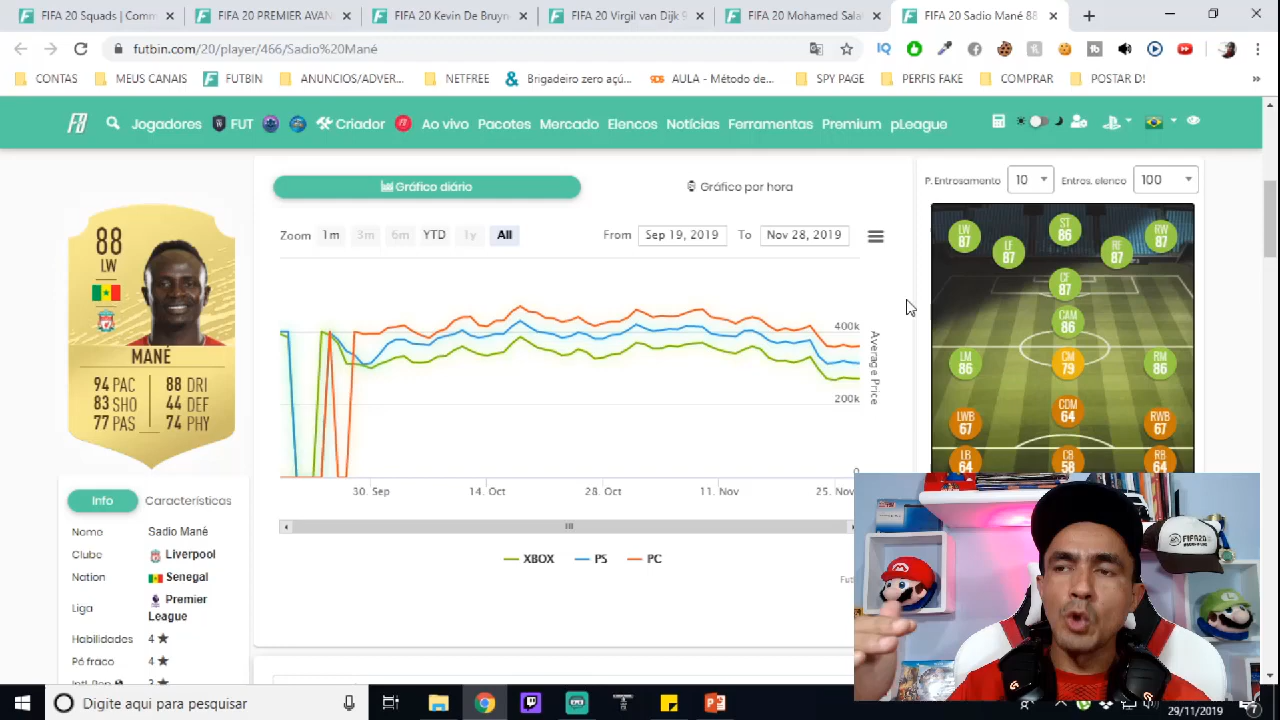 FIFA 20 Squads | Comm
FIFA 20 PREMIER AVAN
FIFA 20 Kevin De Bruyn
FIFA 20 Virgil van Dijk 9
FIFA 20 Mohamed Sala
FIFA 20 Sadio Mané 88
futbin.com/20/player/466/Sadio%20Mané
CONTAS
MEUS CANAIS
FUTBIN
ANUNCIOS/ADVER...
NETFREE
Brigadeiro zero açú...
AULA - Método de...
SPY PAGE
PERFIS FAKE
COMPRAR
POSTAR D!
Jogadores FUT Criador Ao vivo Pacotes Mercado Elencos Notícias Ferramentas Premium pLeague
Gráfico diário
Gráfico por hora
P. Entrosamento 10 Entros. elenco 100
Zoom 1m 6m YTD 1y All
From Sep 19, 2019 To Nov 28, 2019
88
LW
MANÉ
94 PAC 88 DRI
83 SHO 44 DEF
77 PAS 74 PHY
400k
200k
0
Average Price
30. Sep 14. Oct 28. Oct 11. Nov 25. Nov
XBOX PS PC
LW 87
ST 86
RW 87
LF 87
RF 87
CF 87
CAM 86
LM 86
CM 79
RM 86
CDM 64
LWB 67
RWB 67
LB 64
CB 58
RB 64
Info Características
Nome Sadio Mané
Clube Liverpool
Nation Senegal
Liga Premier
League
Habilidades 4
Pé fraco 4
FIFA20
Digite aqui para pesquisar
29/11/2019